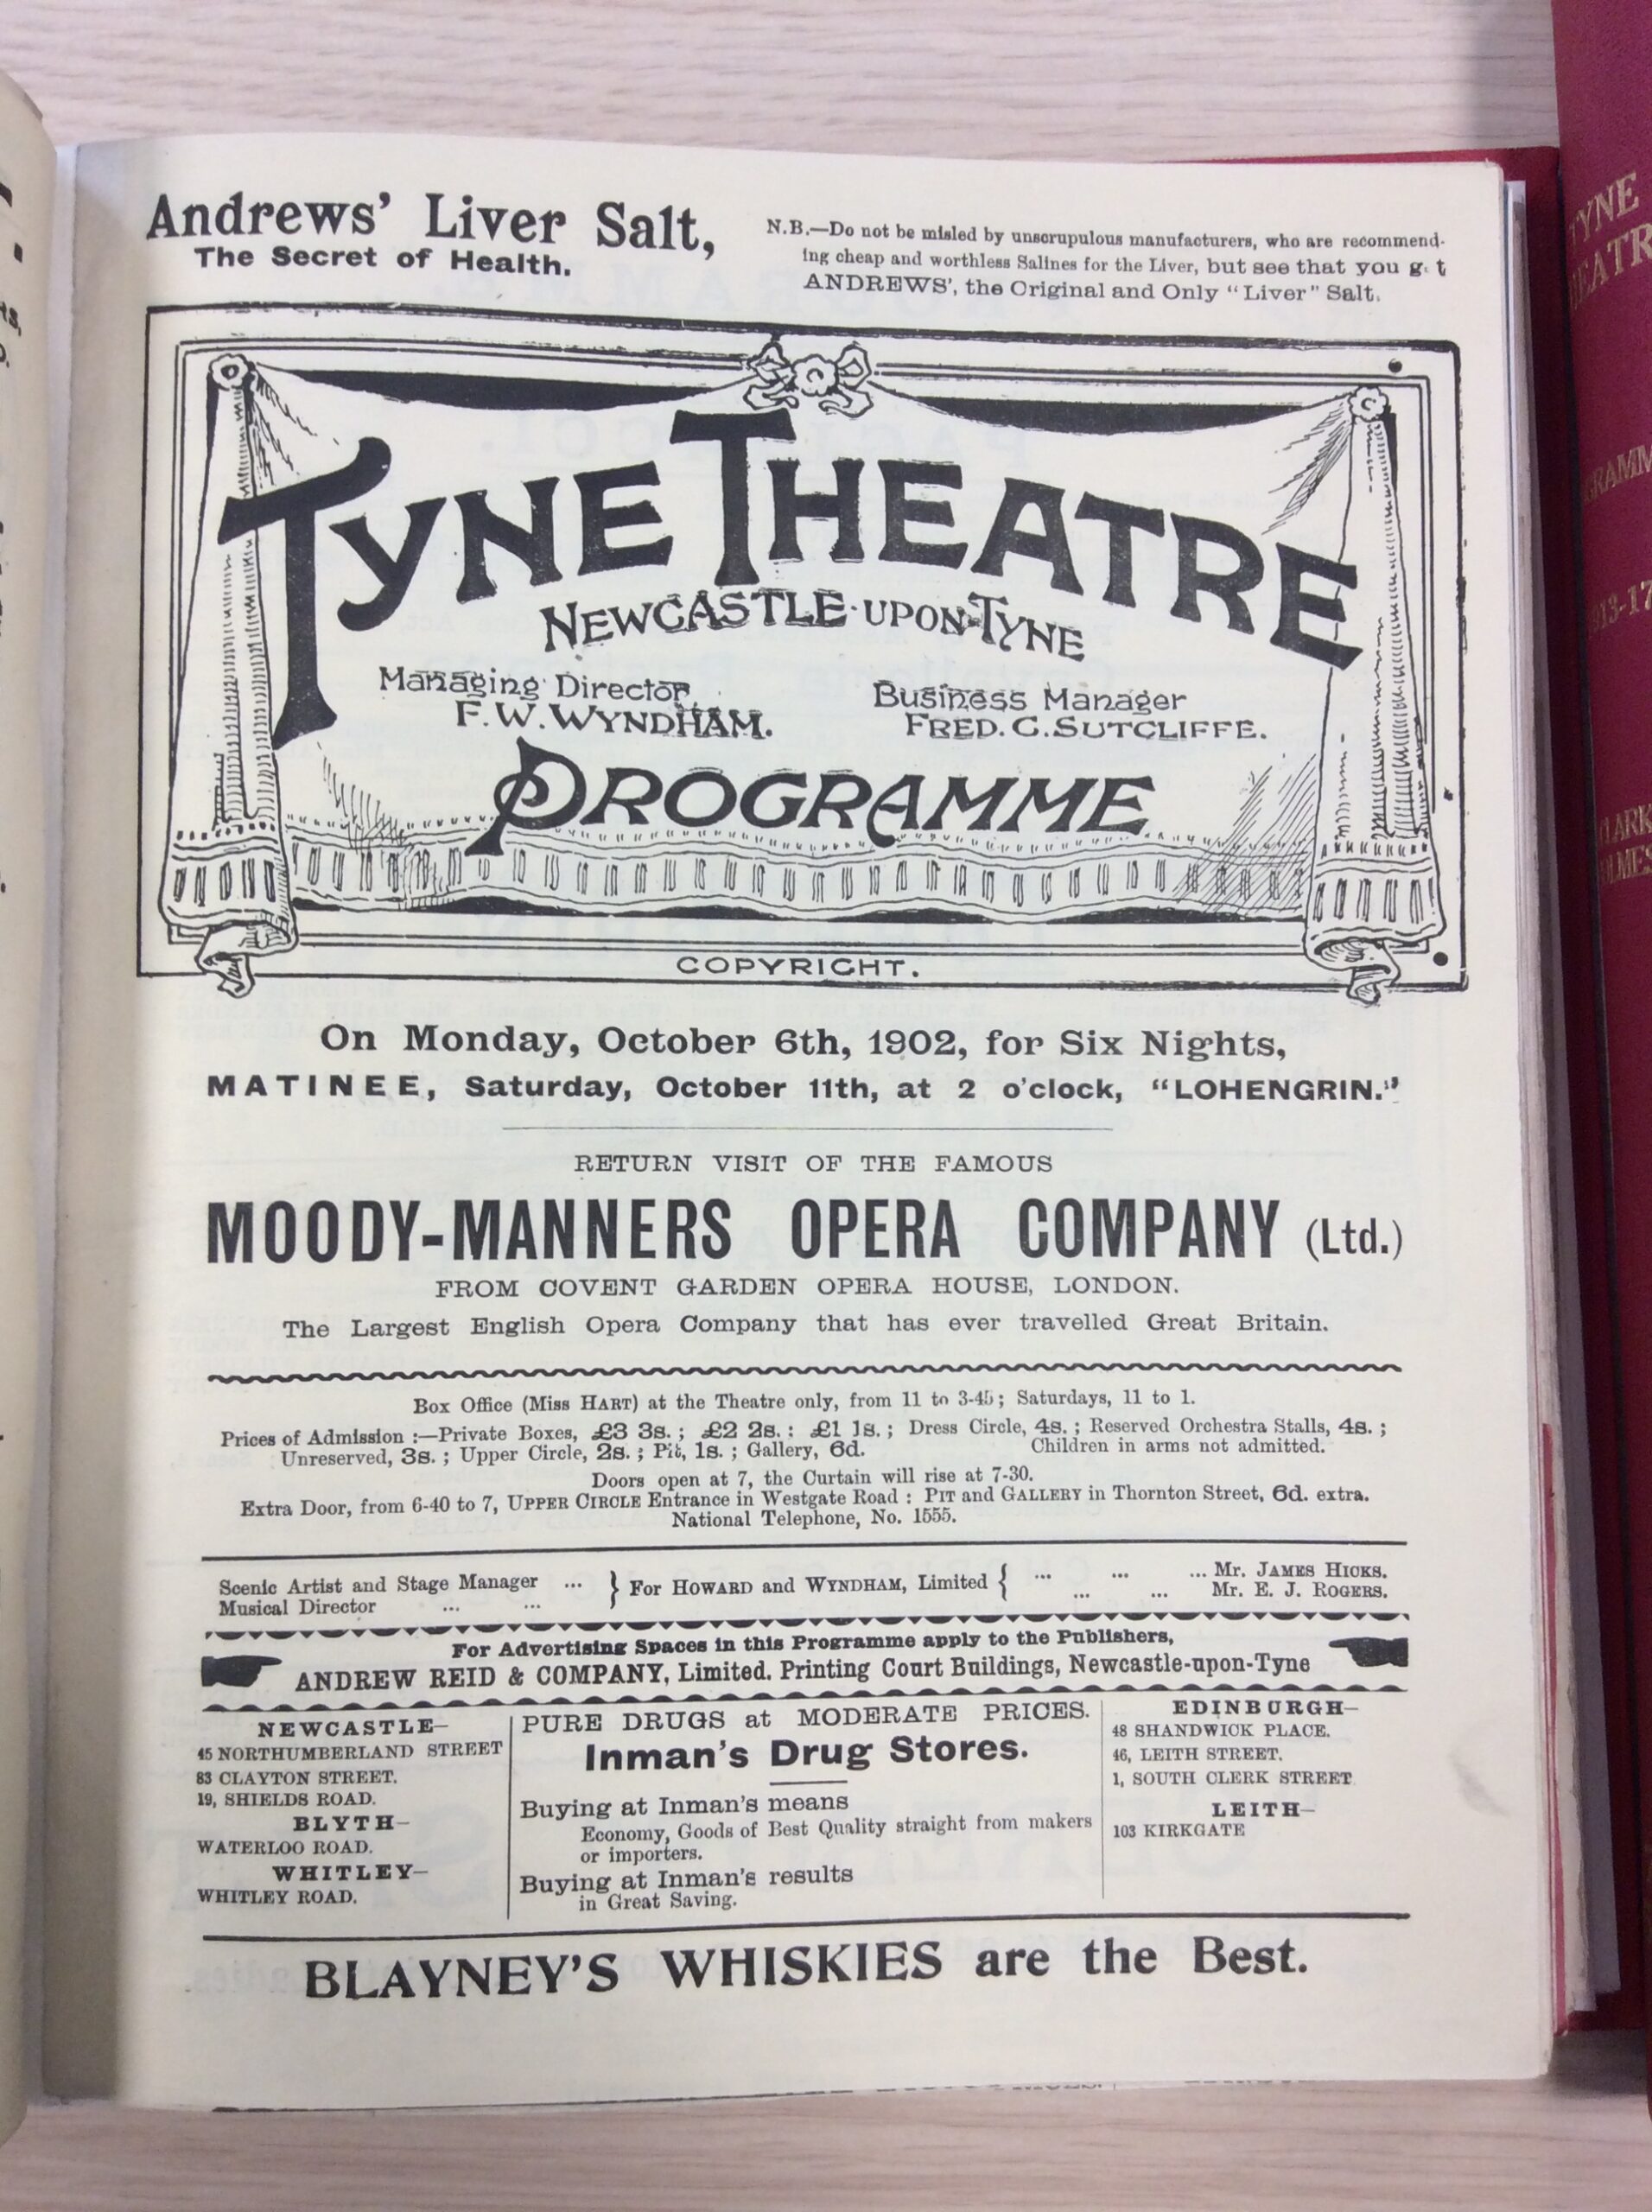 Andrews' Liver Salt,
The Secret of Health.
N.B.—Do not be misled by unscrupulous manufacturers, who are recommend-
ing cheap and worthless Salines for the Liver, but see that you g t
ANDREWS', the Original and Only "Liver" Salt.
TYNE THEATRE
NEWCASTLE·UPON·TYNE
Managing Director
F.W.WYNDHAM.
Business Manager
FRED. C. SUTCLIFFE.
PROGRAMME
COPYRIGHT.
On Monday, October 6th, 1902, for Six Nights,
MATINEE, Saturday, October 11th, at 2 o'clock, "LOHENGRIN."
RETURN VISIT OF THE FAMOUS
MOODY-MANNERS OPERA COMPANY (Ltd.)
FROM COVENT GARDEN OPERA HOUSE, LONDON.
The Largest English Opera Company that has ever travelled Great Britain.
Box Office (Miss HART) at the Theatre only, from 11 to 3-45; Saturdays, 11 to 1.
Prices of Admission :—Private Boxes, £3 3s. ; £2 2s. : £1 1s. ; Dress Circle, 4s. ; Reserved Orchestra Stalls, 4s. ;
Unreserved, 3s. ; Upper Circle, 2s. ; Pit, 1s. ; Gallery, 6d. Children in arms not admitted.
Doors open at 7, the Curtain will rise at 7-30.
Extra Door, from 6-40 to 7, UPPER CIRCLE Entrance in Westgate Road : PIT and GALLERY in Thornton Street, 6d. extra.
National Telephone, No. 1555.
Scenic Artist and Stage Manager ... } For HOWARD and WYNDHAM, Limited { ... ... ... Mr. JAMES HICKS.
Musical Director ... ... ... ... Mr. E. J. ROGERS.
For Advertising Spaces in this Programme apply to the Publishers,
ANDREW REID & COMPANY, Limited. Printing Court Buildings, Newcastle-upon-Tyne
NEWCASTLE—
45 NORTHUMBERLAND STREET
83 CLAYTON STREET.
19, SHIELDS ROAD.
BLYTH—
WATERLOO ROAD.
WHITLEY—
WHITLEY ROAD.
PURE DRUGS at MODERATE PRICES.
Inman's Drug Stores.
Buying at Inman's means
Economy, Goods of Best Quality straight from makers
or importers.
Buying at Inman's results
in Great Saving.
EDINBURGH—
48 SHANDWICK PLACE.
46, LEITH STREET.
1, SOUTH CLERK STREET
LEITH—
103 KIRKGATE
BLAYNEY'S WHISKIES are the Best.
TYNE